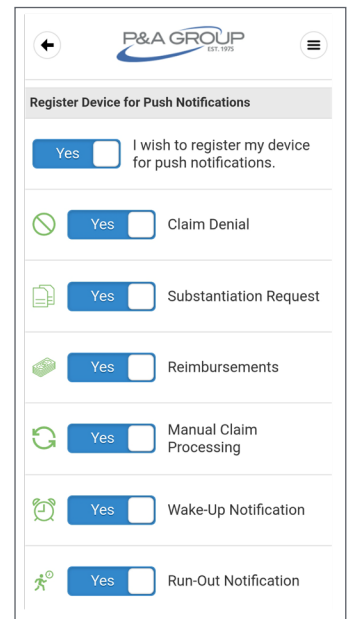 P&A GROUP
EST. 1975
Register Device for Push Notifications
Yes
I wish to register my device
for push notifications.
Yes
Claim Denial
Yes
Substantiation Request
Yes
Reimbursements
Yes
Manual Claim
Processing
Yes
Wake-Up Notification
Yes
Run-Out Notification